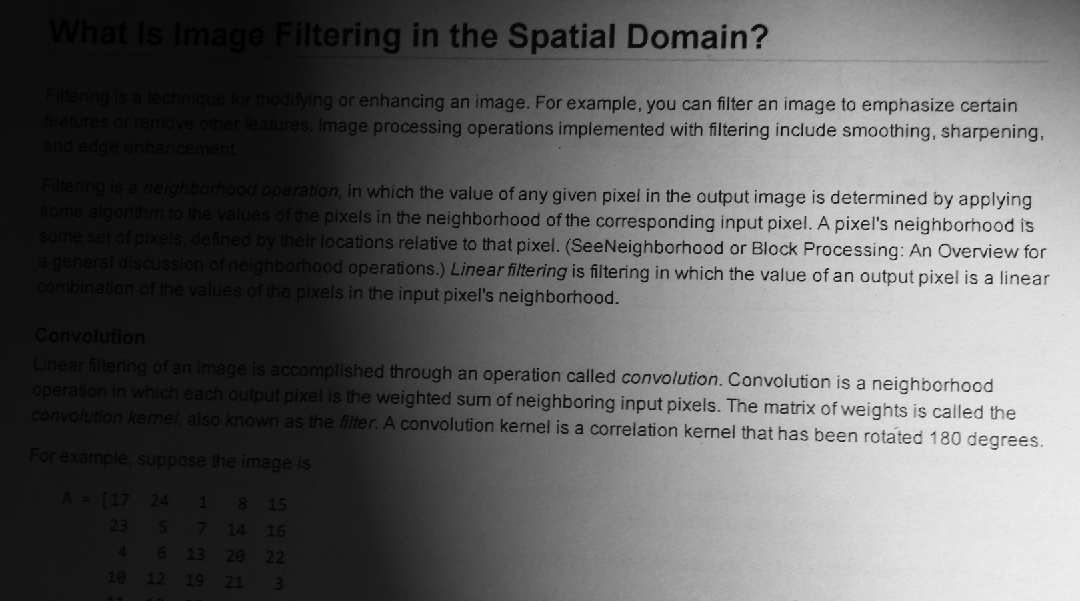 What Is Image Filtering in the Spatial Domain?
Filtering is a technique for modifying or enhancing an image. For example, you can filter an image to emphasize certain
features or remove other features. Image processing operations implemented with filtering include smoothing, sharpening,
and edge enhancement.
Filtering is a neighborhood operation, in which the value of any given pixel in the output image is determined by applying
some algorithm to the values of the pixels in the neighborhood of the corresponding input pixel. A pixel's neighborhood is
some set of pixels, defined by their locations relative to that pixel. (SeeNeighborhood or Block Processing: An Overview for
a general discussion of neighborhood operations.) Linear filtering is filtering in which the value of an output pixel is a linear
combination of the values of the pixels in the input pixel's neighborhood.
Convolution
Linear filtering of an image is accomplished through an operation called convolution. Convolution is a neighborhood
operation in which each output pixel is the weighted sum of neighboring input pixels. The matrix of weights is called the
convolution kernel, also known as the filter. A convolution kernel is a correlation kernel that has been rotated 180 degrees.
For example, suppose the image is
A = [17 24 1 8 15
23 5 7 14 16
4 6 13 20 22
10 12 19 21 3